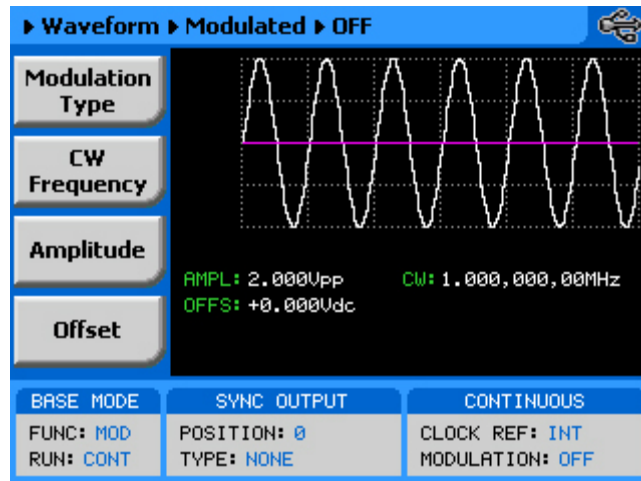 ▶ Waveform ▶ Modulated ▶ OFF
Modulation
Type
CW
Frequency
Amplitude
Offset
AMPL: 2.000Vpp CW: 1.000,000,00MHz
OFFS: +0.000Vdc
BASE MODE
FUNC: MOD
RUN: CONT
SYNC OUTPUT
POSITION: 0
TYPE: NONE
CONTINUOUS
CLOCK REF: INT
MODULATION: OFF